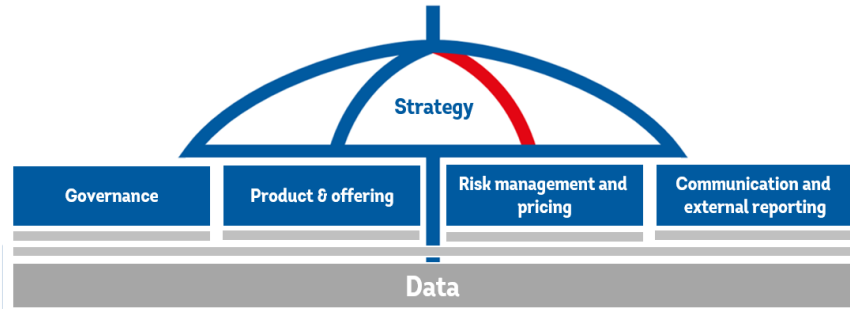 Strategy
Governance
Product & offering
Risk management and
pricing
Communication and
external reporting
Data